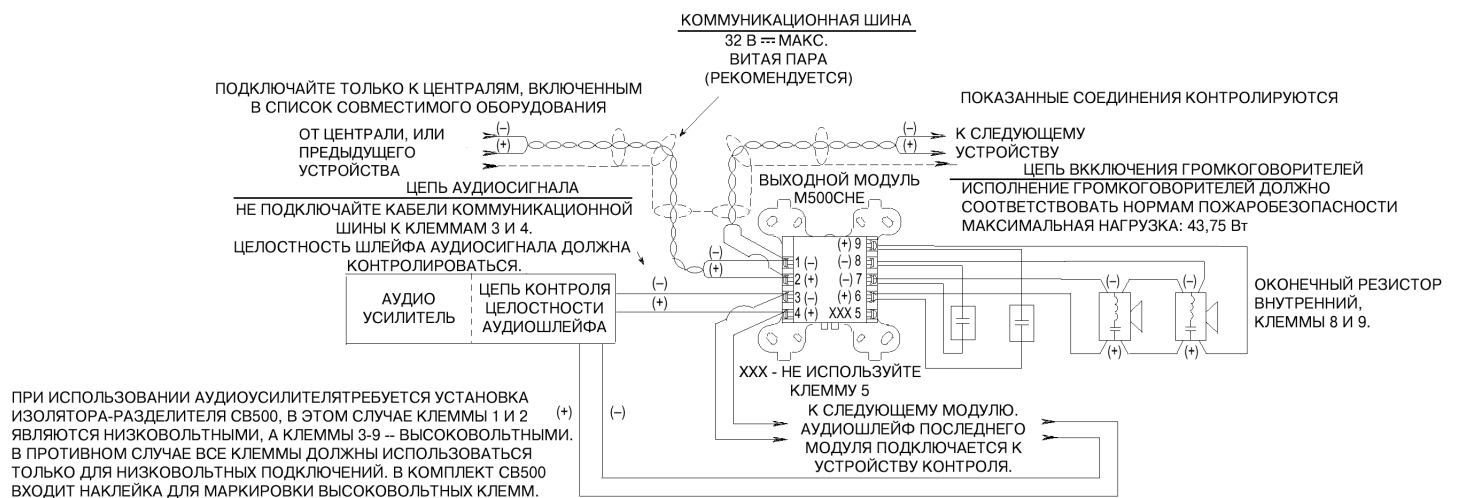 КОММУНИКАЦИОННАЯ ШИНА
32 В МАКС.
ВИТАЯ ПАРА
(РЕКОМЕНДУЕТСЯ)
ПОДКЛЮЧАЙТЕ ТОЛЬКО К ЦЕНТРАЛЯМ, ВКЛЮЧЕННЫМ
В СПИСОК СОВМЕСТИМОГО ОБОРУДОВАНИЯ
ПОКАЗАННЫЕ СОЕДИНЕНИЯ КОНТРОЛИРУЮТСЯ
ОТ ЦЕНТРАЛИ, ИЛИ
ПРЕДЫДУЩЕГО
УСТРОЙСТВА
(–)
(+)
(–)
(+)
К СЛЕДУЮЩЕМУ
УСТРОЙСТВУ
ЦЕПЬ АУДИОСИГНАЛА
НЕ ПОДКЛЮЧАЙТЕ КАБЕЛИ КОММУНИКАЦИОННОЙ
ШИНЫ К КЛЕММАМ 3 И 4.
ЦЕЛОСТНОСТЬ ШЛЕЙФА АУДИОСИГНАЛА ДОЛЖНА
КОНТРОЛИРОВАТЬСЯ.
ВЫХОДНОЙ МОДУЛЬ
M500CHE
ЦЕПЬ ВККЛЮЧЕНИЯ ГРОМКОГОВОРИТЕЛЕЙ
ИСПОЛНЕНИЕ ГРОМКОГОВОРИТЕЛЕЙ ДОЛЖНО
СООТВЕТСТВОВАТЬ НОРМАМ ПОЖАРОБЕЗОПАСНОСТИ
МАКСИМАЛЬНАЯ НАГРУЗКА: 43,75 Вт
(–)
(+)
1 (–)
2 (+)
3 (–)
4 (+)
(+) 9
(–) 8
(–) 7
(+) 6
XXX 5
АУДИО
УСИЛИТЕЛЬ
ЦЕПЬ КОНТРОЛЯ
ЦЕЛОСТНОСТИ
АУДИОШЛЕЙФА
(–)
(+)
(–)
(–)
(+)
(+)
ОКОНЕЧНЫЙ РЕЗИСТОР
ВНУТРЕННИЙ,
КЛЕММЫ 8 И 9.
XXX - НЕ ИСПОЛЬЗУЙТЕ
КЛЕММУ 5
ПРИ ИСПОЛЬЗОВАНИИ АУДИОУСИЛИТЕЛЯТРЕБУЕТСЯ УСТАНОВКА
ИЗОЛЯТОРА-РАЗДЕЛИТЕЛЯ СВ500, В ЭТОМ СЛУЧАЕ КЛЕММЫ 1 И 2
ЯВЛЯЮТСЯ НИЗКОВОЛЬТНЫМИ, А КЛЕММЫ 3-9 -- ВЫСОКОВОЛЬТНЫМИ.
В ПРОТИВНОМ СЛУЧАЕ ВСЕ КЛЕММЫ ДОЛЖНЫ ИСПОЛЬЗОВАТЬСЯ
ТОЛЬКО ДЛЯ НИЗКОВОЛЬТНЫХ ПОДКЛЮЧЕНИЙ. В КОМПЛЕКТ СВ500
ВХОДИТ НАКЛЕЙКА ДЛЯ МАРКИРОВКИ ВЫСОКОВОЛЬТНЫХ КЛЕММ.
(+)
(–)
К СЛЕДУЮЩЕМУ МОДУЛЮ.
АУДИОШЛЕЙФ ПОСЛЕДНЕГО
МОДУЛЯ ПОДКЛЮЧАЕТСЯ К
УСТРОЙСТВУ КОНТРОЛЯ.